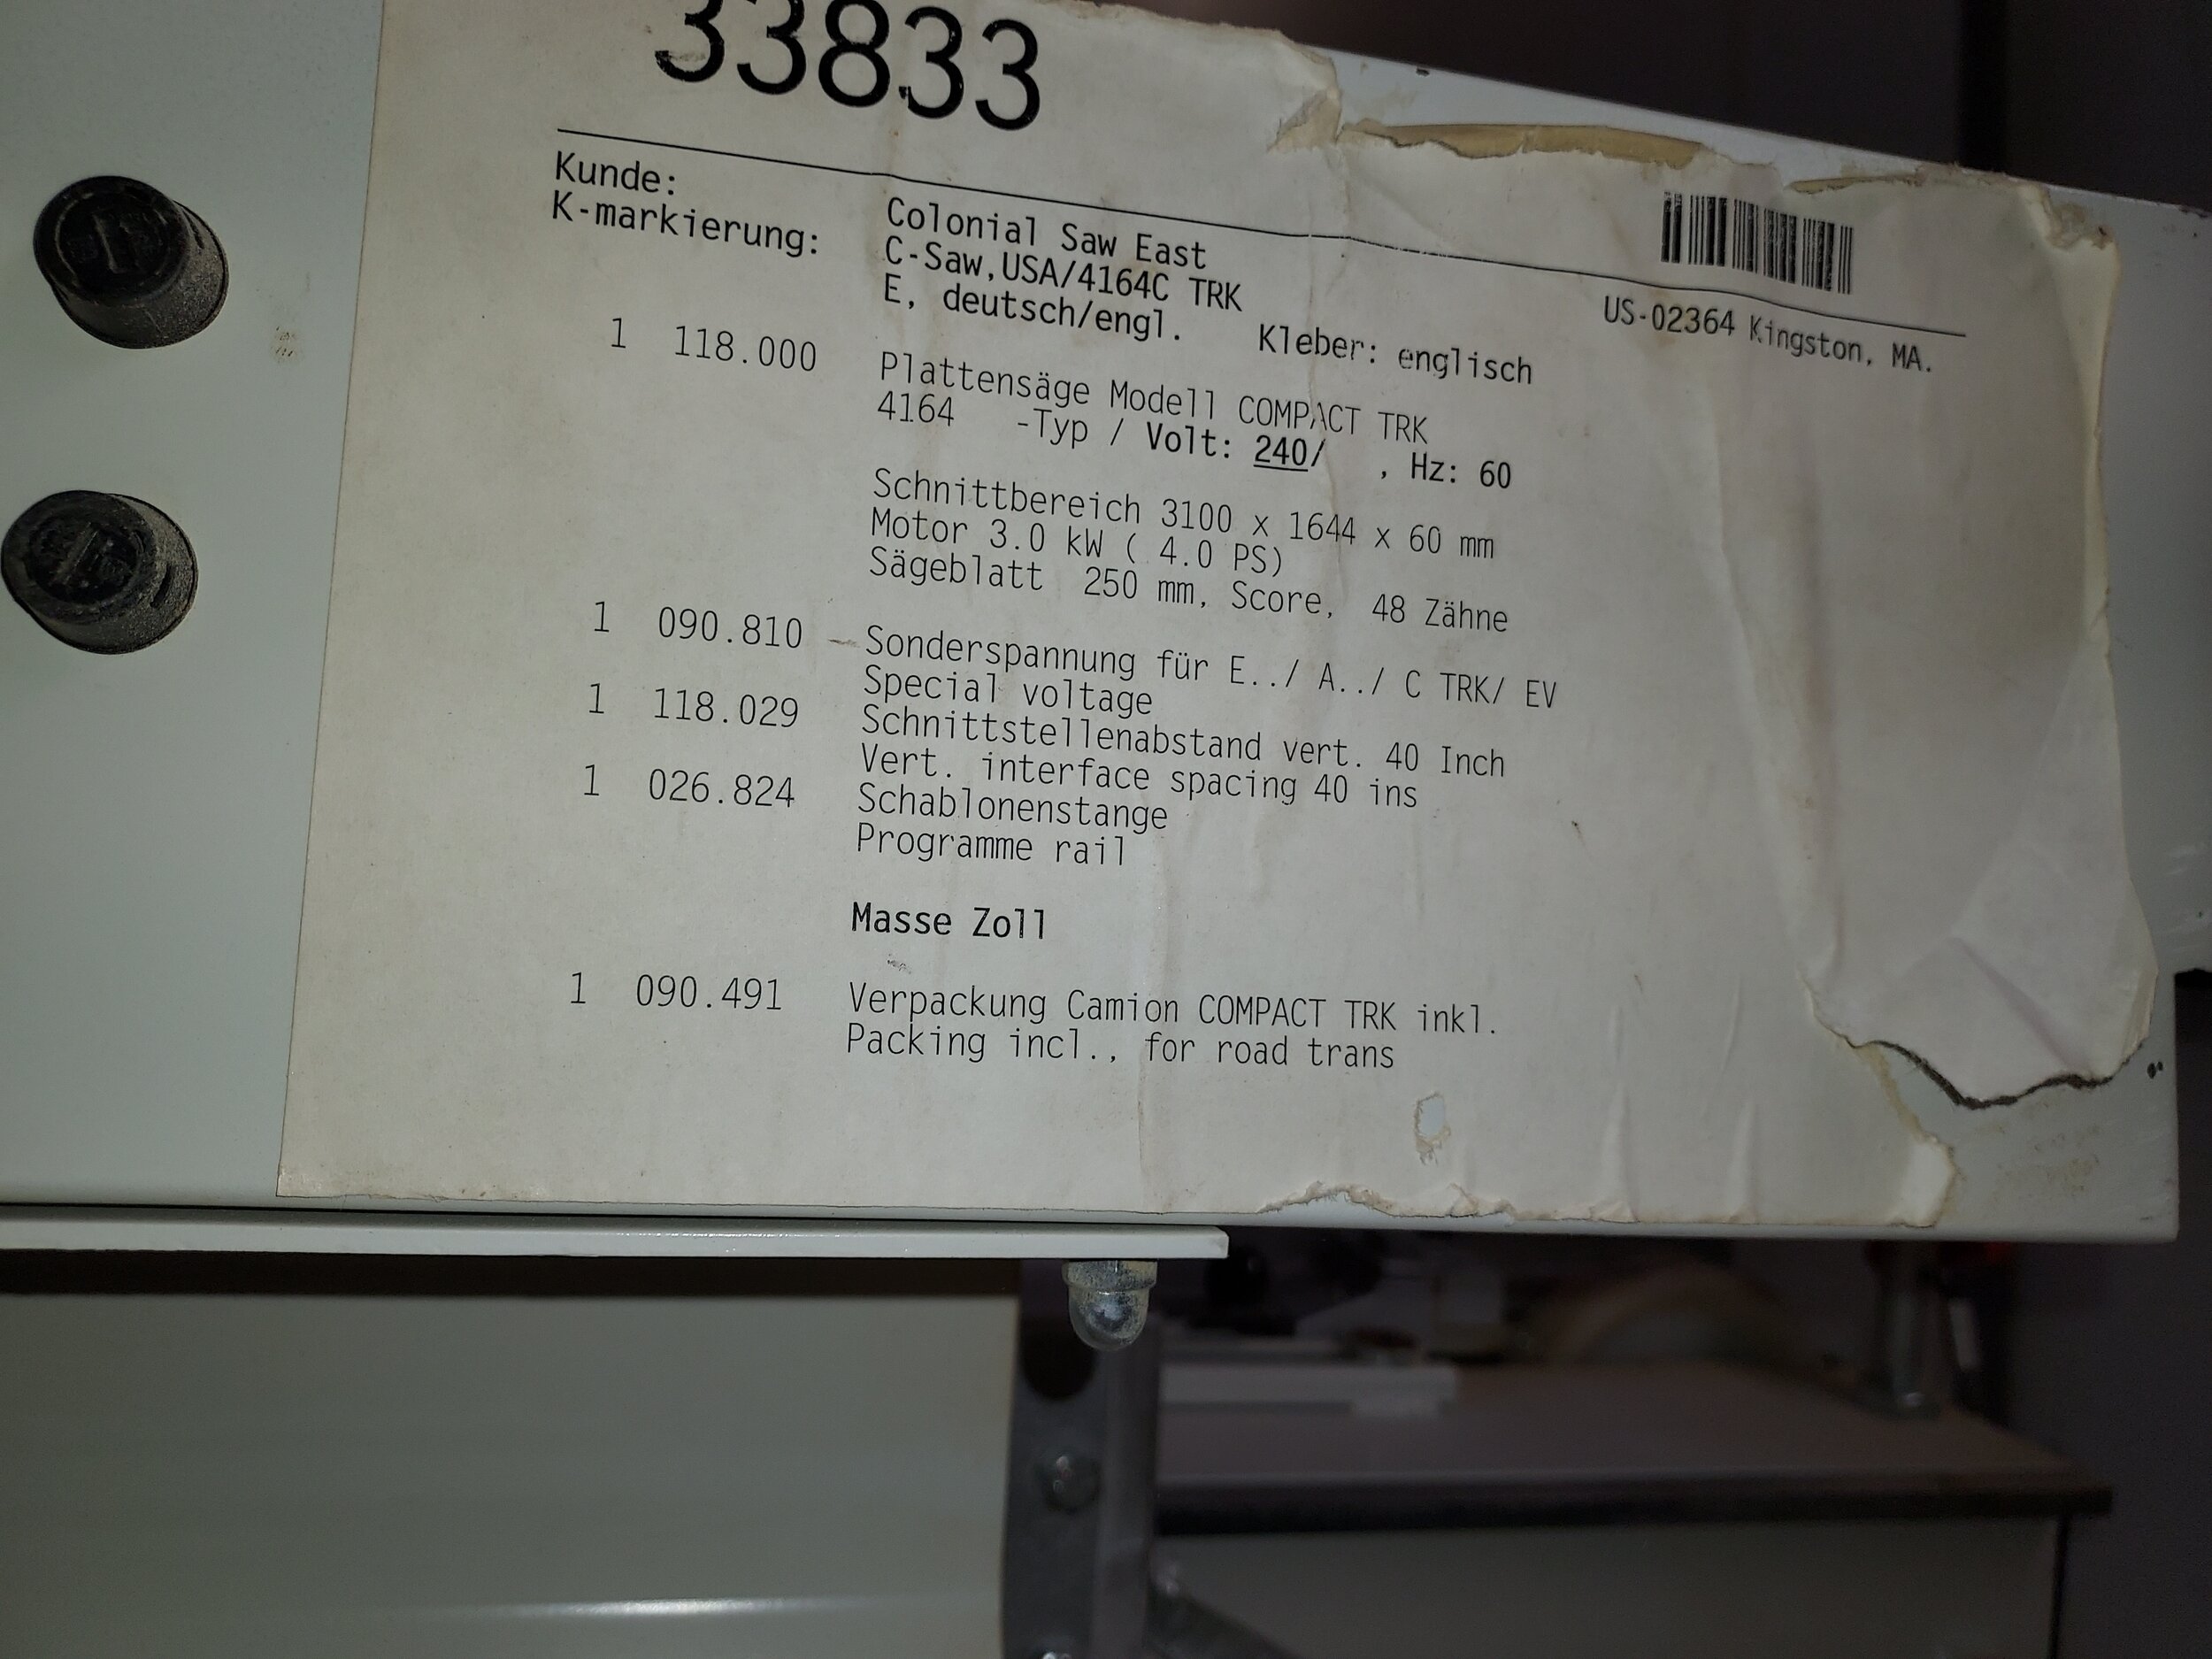 33833
Kunde: Colonial Saw East US-02364 Kingston, MA.
K-markierung: C-Saw,USA/4164C TRK
E, deutsch/engl. Kleber: englisch
1 118.000 Plattensäge Modell COMPACT TRK
4164 -Typ / Volt: 240/ , Hz: 60
Schnittbereich 3100 x 1644 x 60 mm
Motor 3.0 kW ( 4.0 PS)
Sägeblatt 250 mm, Score, 48 Zähne
1 090.810 Sonderspannung für E../ A../ C TRK/ EV
Special voltage
1 118.029 Schnittstellenabstand vert. 40 Inch
Vert. interface spacing 40 ins
1 026.824 Schablonenstange
Programme rail
Masse Zoll
1 090.491 Verpackung Camion COMPACT TRK inkl.
Packing incl., for road trans